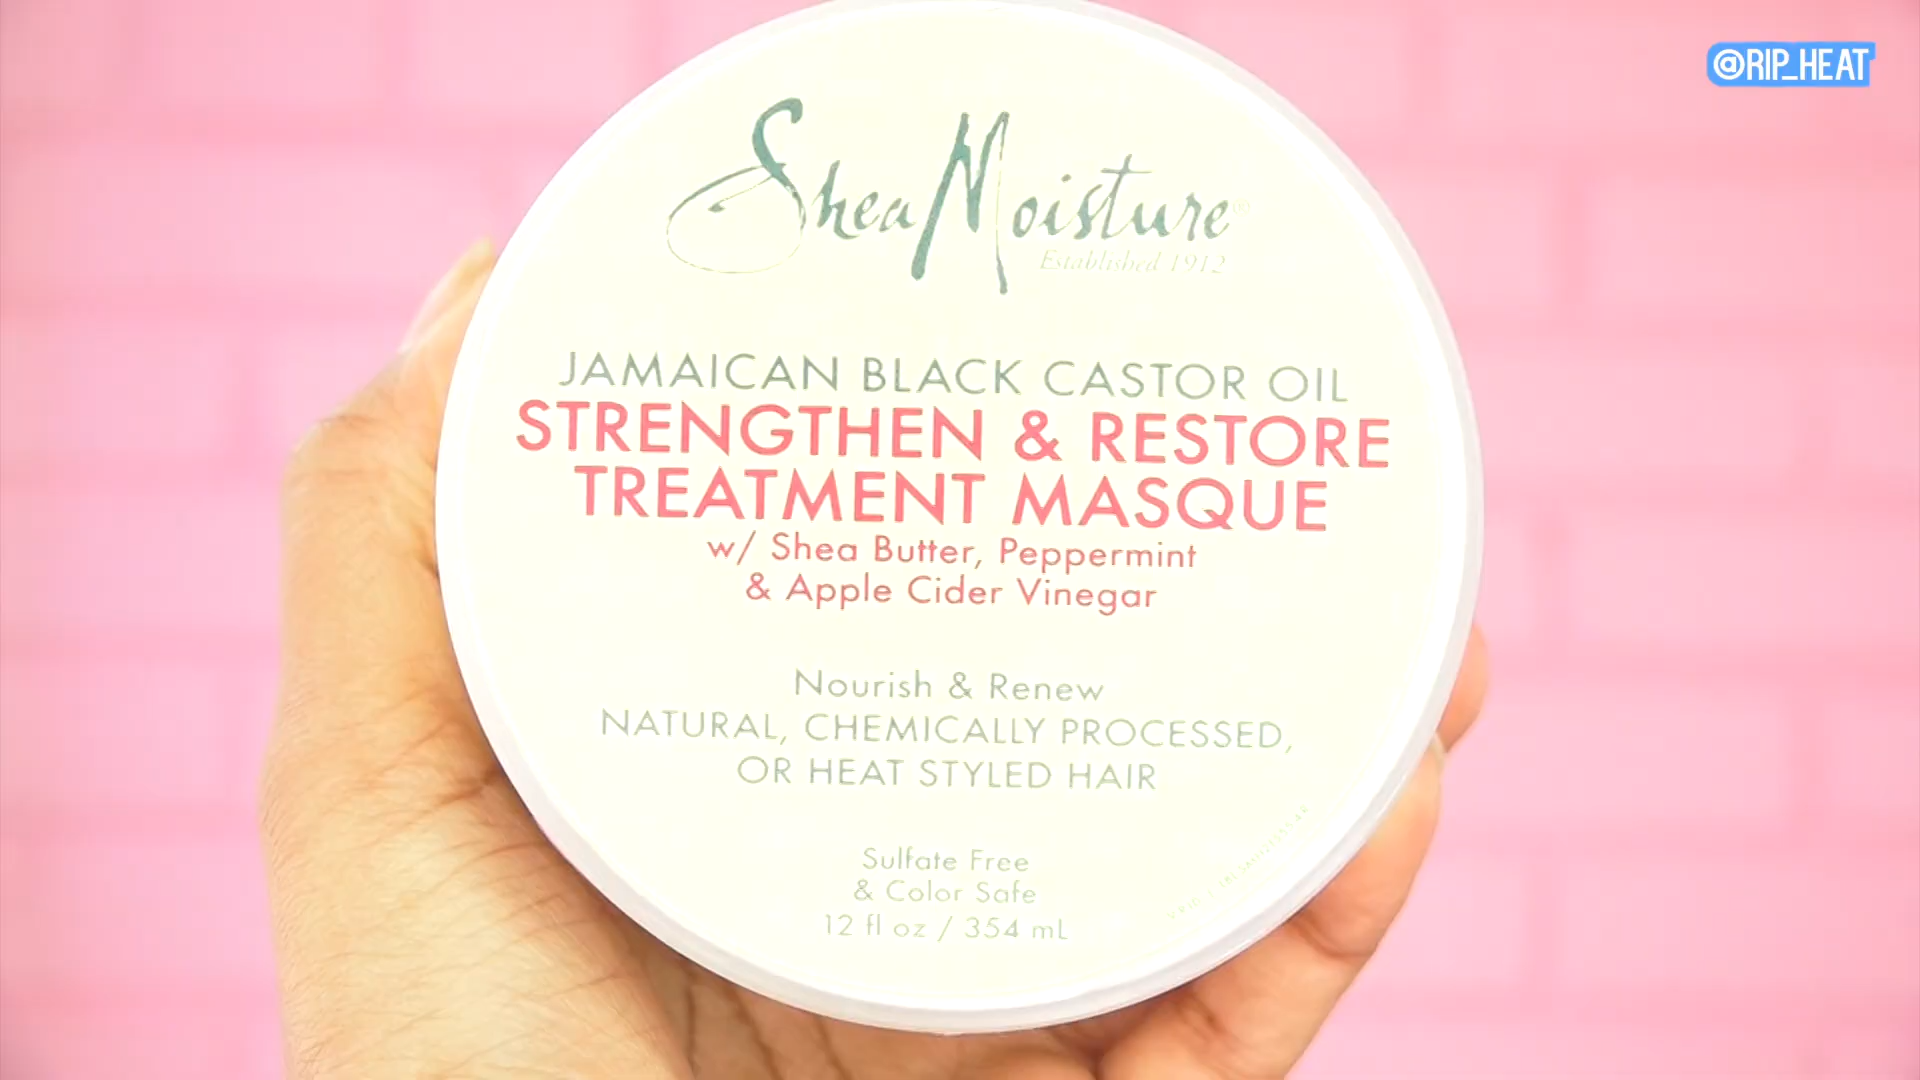 @RIP_HEAT
SheaMoisture®
Established 1912
JAMAICAN BLACK CASTOR OIL
STRENGTHEN & RESTORE
TREATMENT MASQUE
w/ Shea Butter, Peppermint
& Apple Cider Vinegar
Nourish & Renew
NATURAL, CHEMICALLY PROCESSED,
OR HEAT STYLED HAIR
Sulfate Free
& Color Safe
12 fl oz / 354 mL